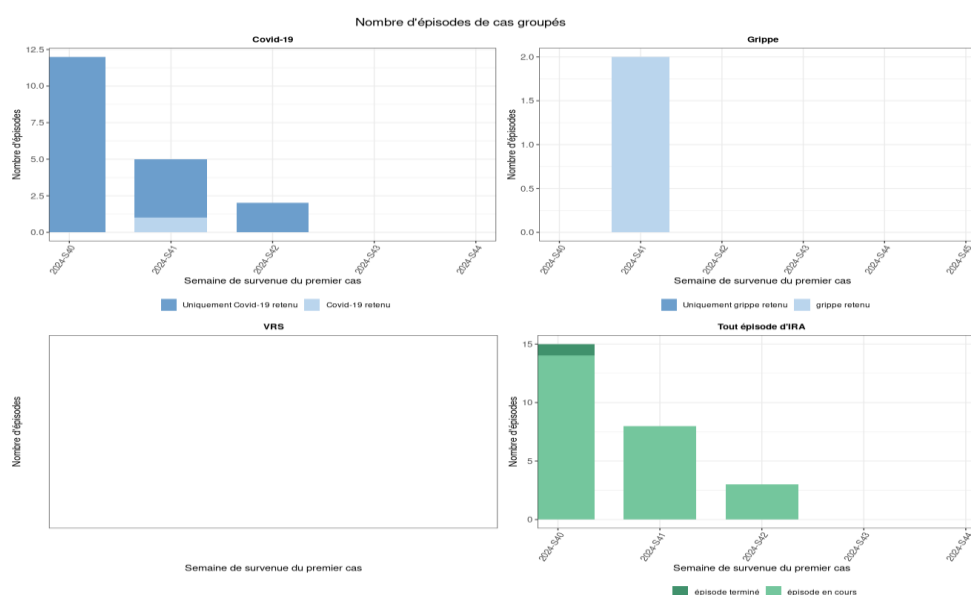 Nombre d'épisodes de cas groupés
Covid-19
Nombre d'épisodes
12.5
10.0
7.5
5.0
2.5
0.0
2024-S40
2024-S41
2024-S42
2024-S43
2024-S44
Semaine de survenue du premier cas
Uniquement Covid-19 retenu
Covid-19 retenu
Grippe
Nombre d'épisodes
2.0
1.5
1.0
0.5
0.0
2024-S40
2024-S41
2024-S42
2024-S43
2024-S44
2024-S45
Semaine de survenue du premier cas
Uniquement grippe retenu
grippe retenu
VRS
Nombre d'épisodes
Semaine de survenue du premier cas
Tout épisode d'IRA
Nombre d'épisodes
15
10
5
0
2024-S40
2024-S41
2024-S42
2024-S43
2024-S44
Semaine de survenue du premier cas
épisode terminé
épisode en cours